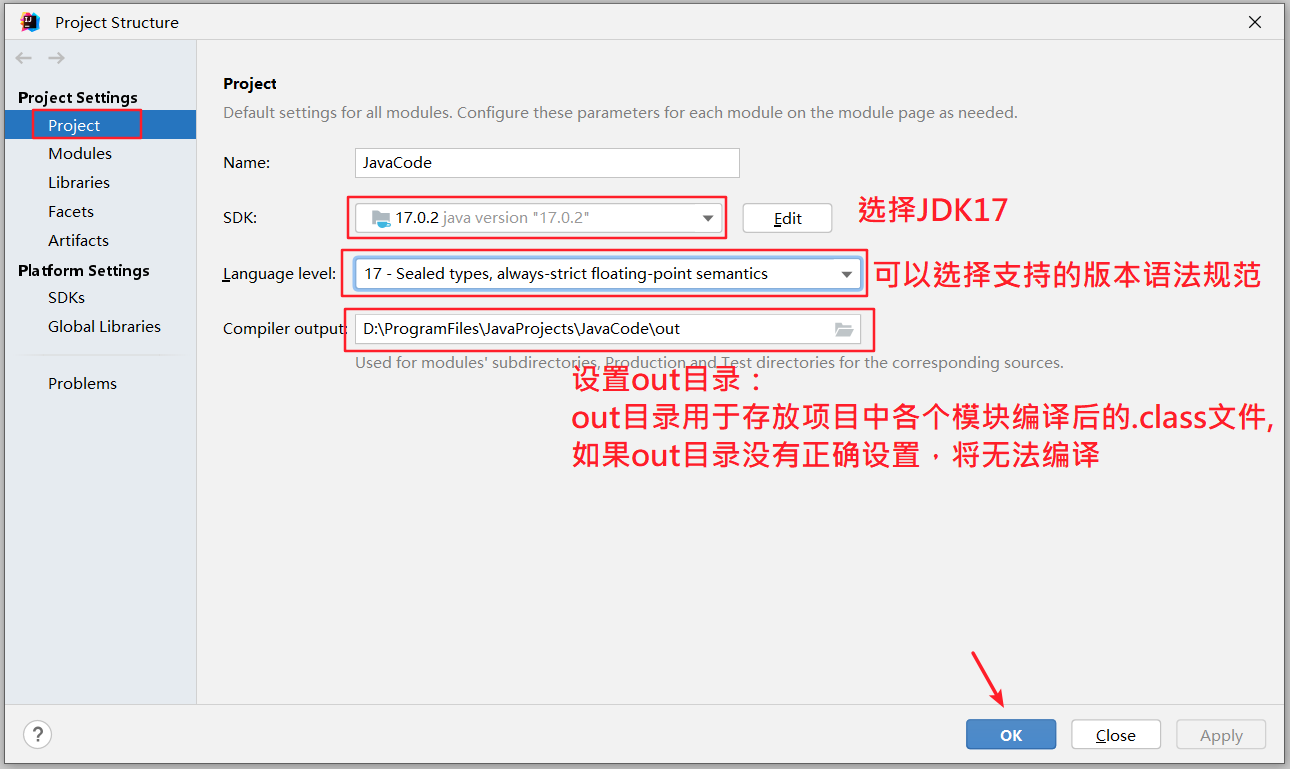 Project Structure
Project Settings
Project
Modules
Libraries
Facets
Artifacts
Platform Settings
SDKs
Global Libraries
Problems
Project
Default settings for all modules. Configure these parameters for each module on the module page as needed.
Name: JavaCode
SDK: 17.0.2 java version "17.0.2" Edit 选择JDK17
Language level: 17 - Sealed types, always-strict floating-point semantics 可以选择支持的版本语法规范
Compiler output: D:\ProgramFiles\JavaProjects\JavaCode\out
Used for modules' subdirectories, Production and Test directories for the corresponding sources.
设置out目录：
out目录用于存放项目中各个模块编译后的.class文件,
如果out目录没有正确设置，将无法编译
? OK Close Apply